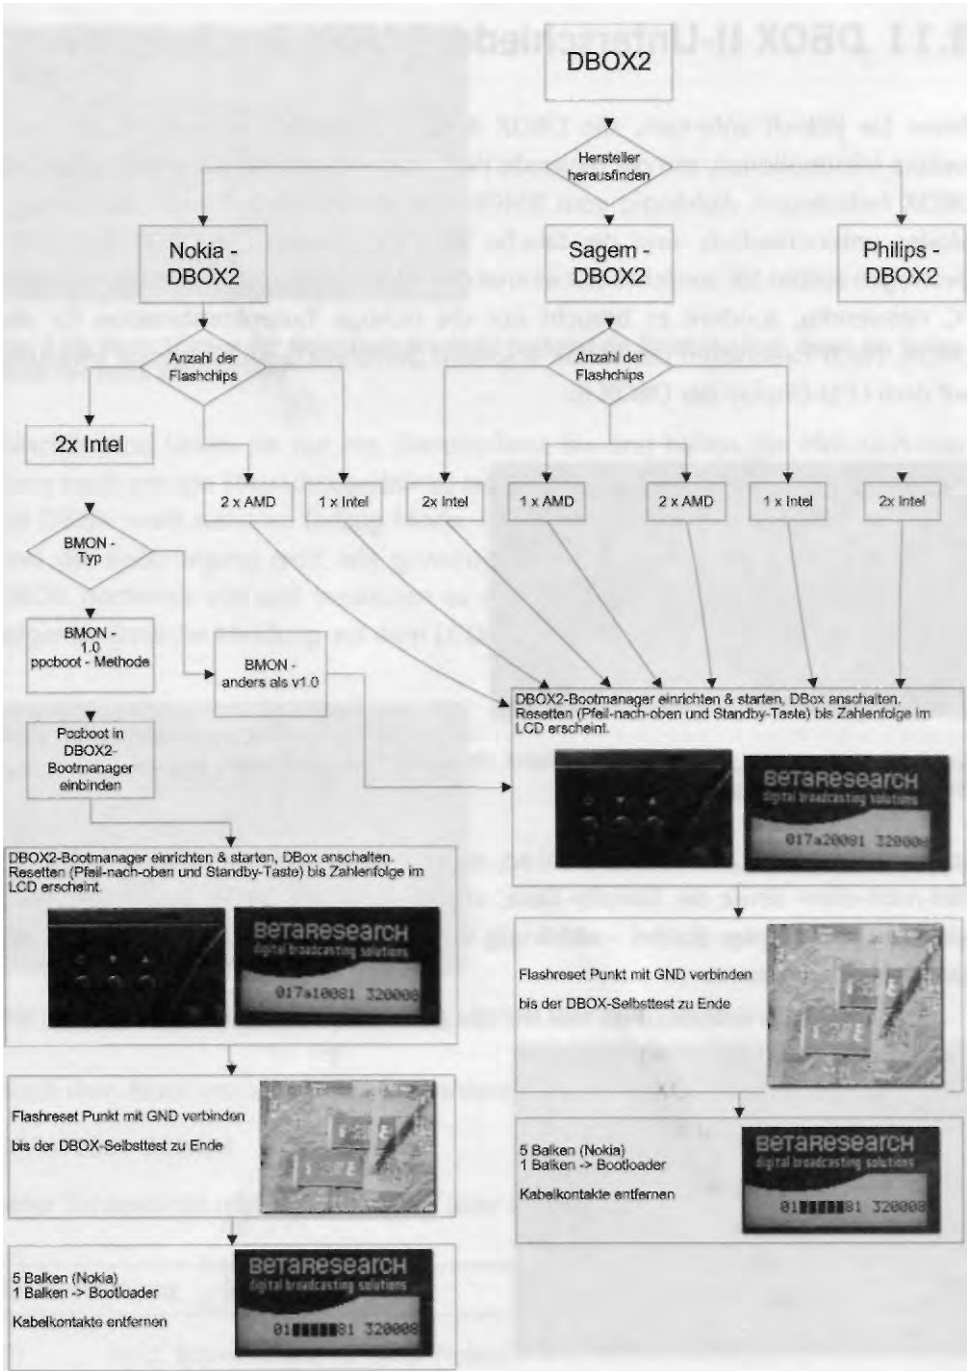 DBOX2
Hersteller
herausfinden
Nokia -
DBOX2
Sagem -
DBOX2
Philips -
DBOX2
Anzahl der
Flashchips
Anzahl der
Flashchips
2x Intel
2 x AMD
1 x Intel
2x Intel
1 x AMD
2 x AMD
1 x Intel
2x Intel
BMON -
Typ
BMON -
1.0
ppcboot - Methode
BMON -
anders als v1.0
Ppcboot in
DBOX2-
Bootmanager
einbinden
DBOX2-Bootmanager einrichten & starten, DBox anschalten.
Resetten (Pfeil-nach-oben und Standby-Taste) bis Zahlenfolge im
LCD erscheint.
BETARESEARCH
digital broadcasting solutions
017a20081 320008
Flashreset Punkt mit GND verbinden
bis der DBOX-Selbsttest zu Ende
5 Balken (Nokia)
1 Balken -> Bootloader
Kabelkontakte entfernen
BETARESEARCH
digital broadcasting solutions
01█████81 320008
DBOX2-Bootmanager einrichten & starten, DBox anschalten.
Resetten (Pfeil-nach-oben und Standby-Taste) bis Zahlenfolge im
LCD erscheint.
BETARESEARCH
digital broadcasting solutions
017a10081 320008
Flashreset Punkt mit GND verbinden
bis der DBOX-Selbsttest zu Ende
5 Balken (Nokia)
1 Balken -> Bootloader
Kabelkontakte entfernen
BETARESEARCH
digital broadcasting solutions
01█████81 320008